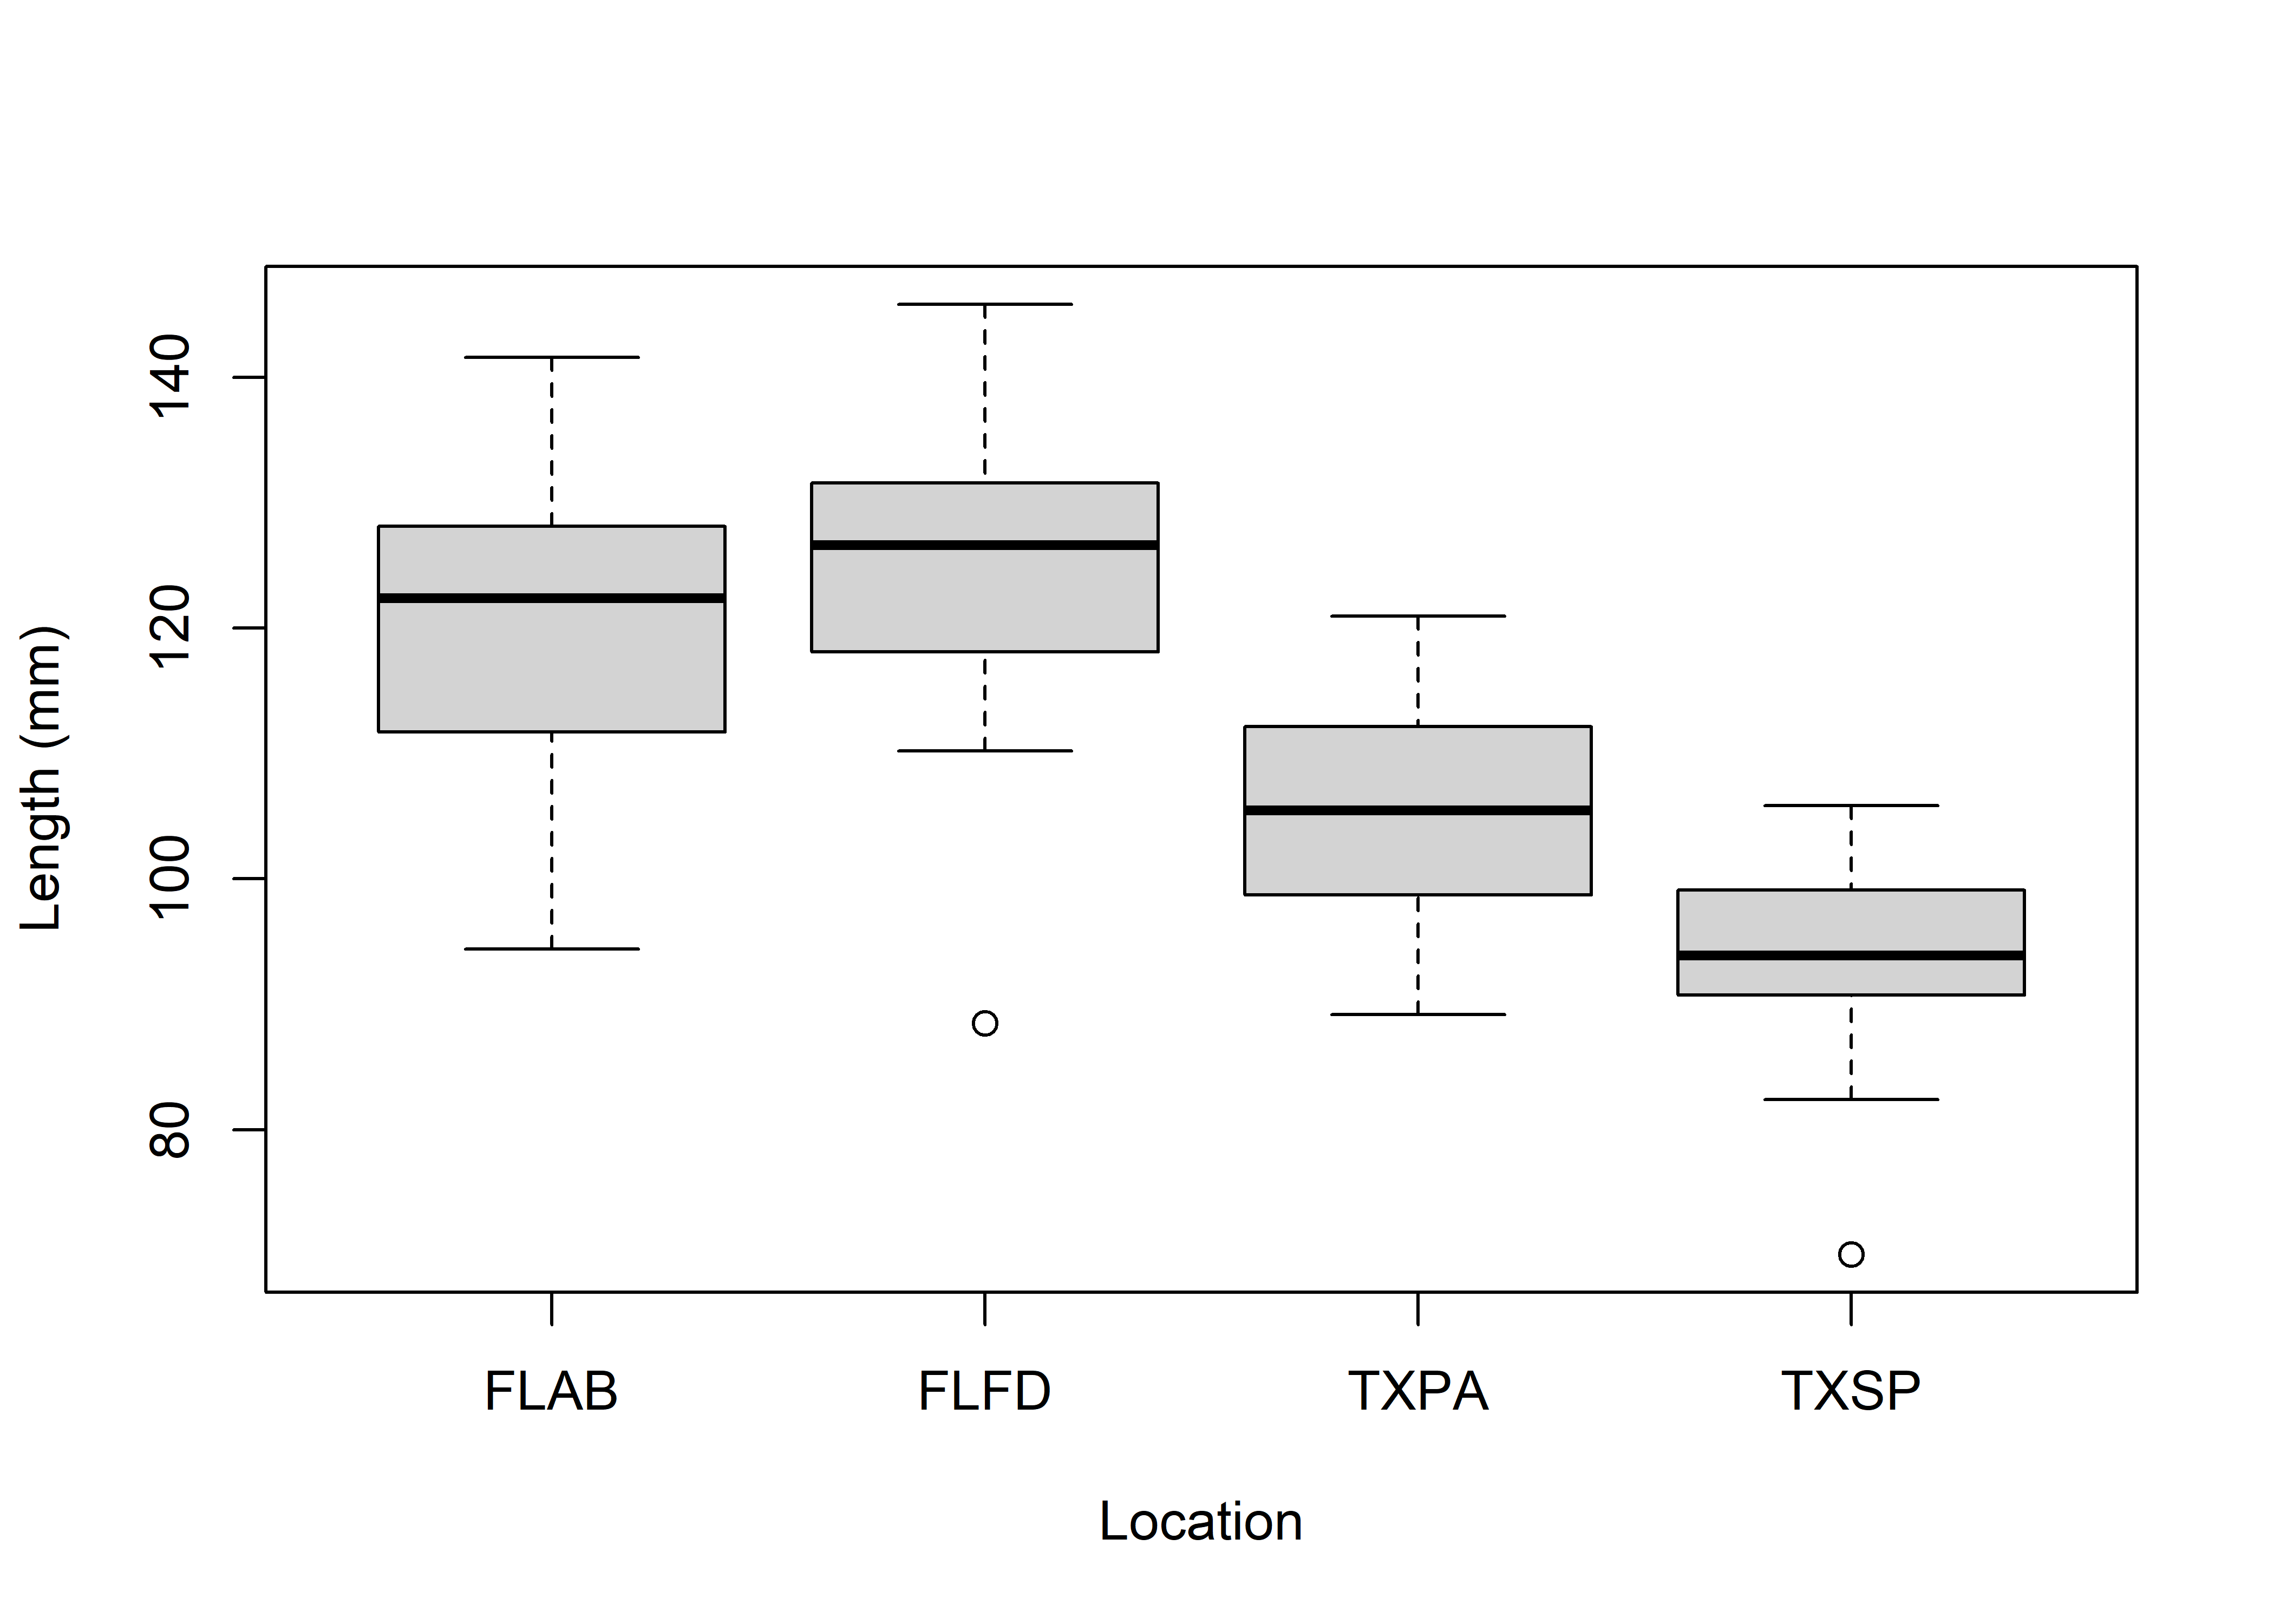 Length (mm)
140
120
100
80
FLAB FLFD TXPA TXSP
Location